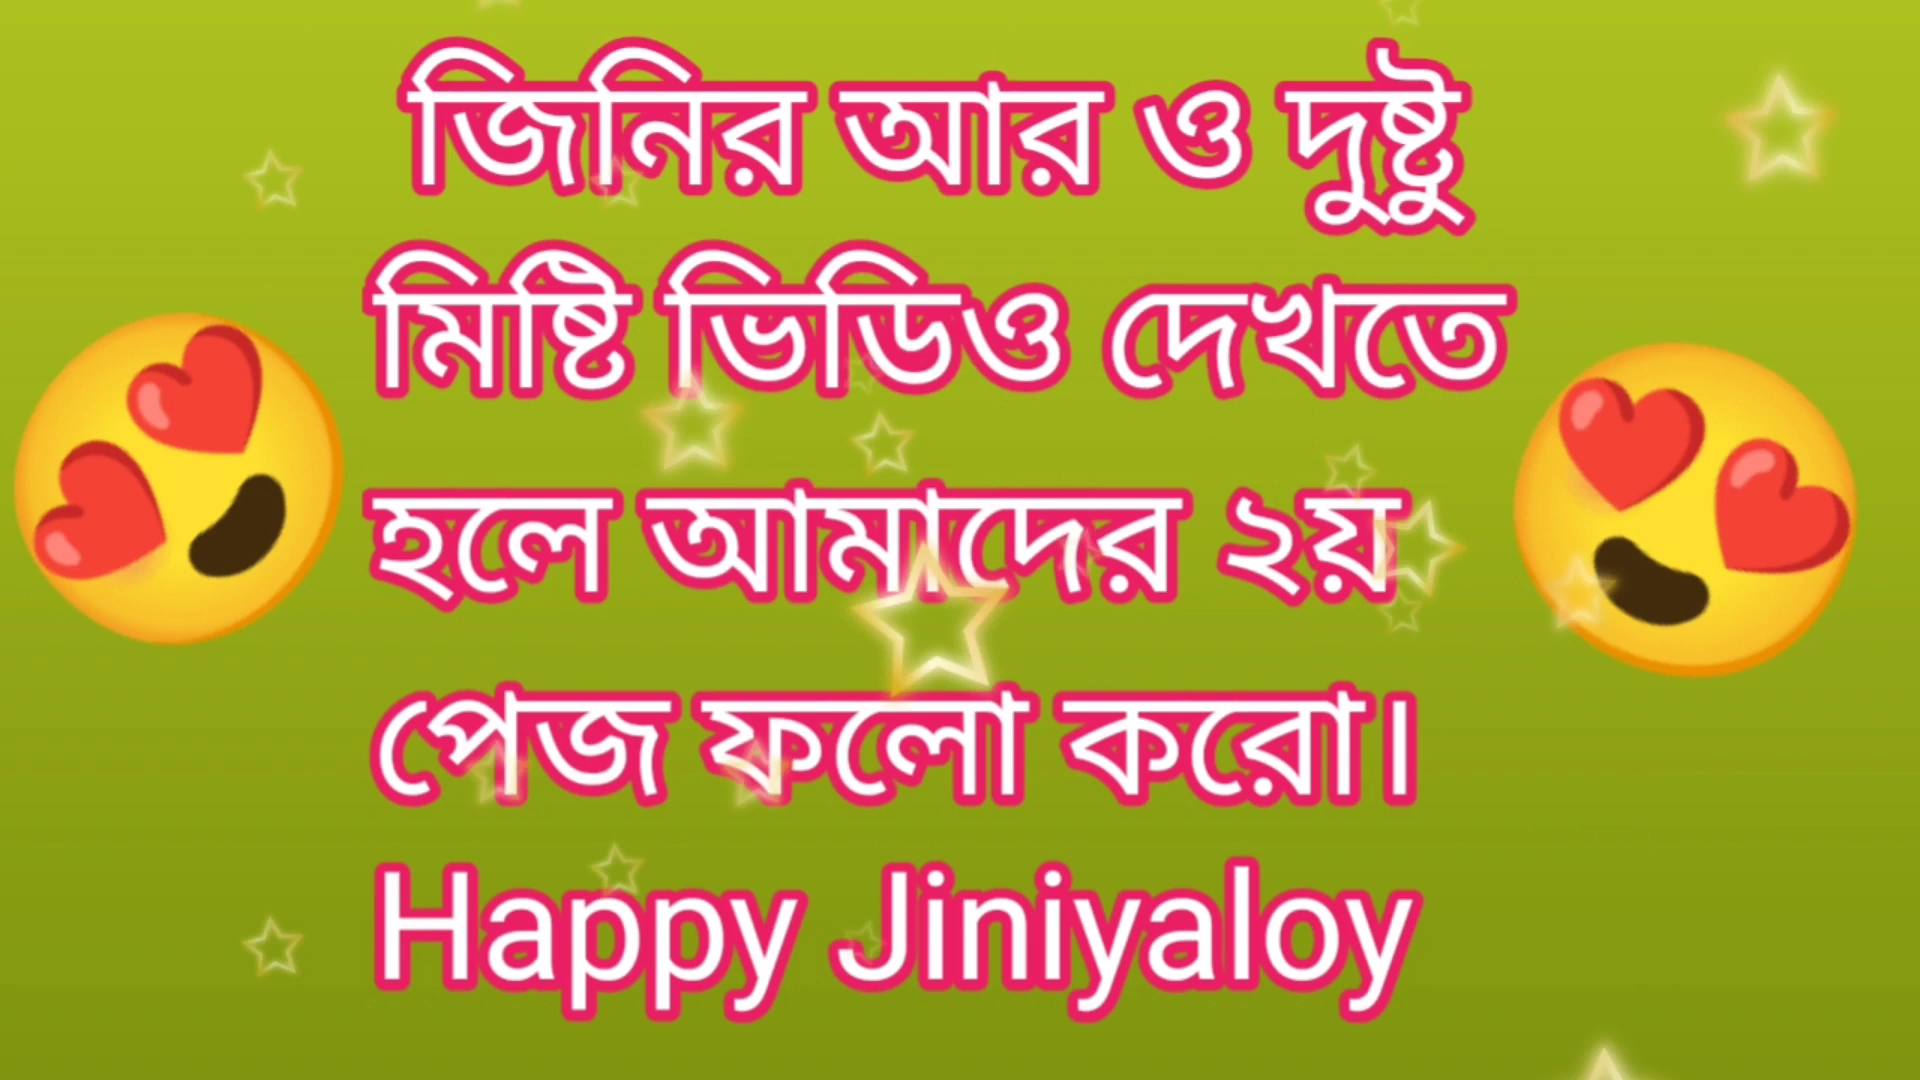 জিনির আর ও দুষ্টু
মিষ্টি ভিডিও দেখতে
হলে আমাদের ২য়
পেজ ফলো করো।
Happy Jiniyaloy